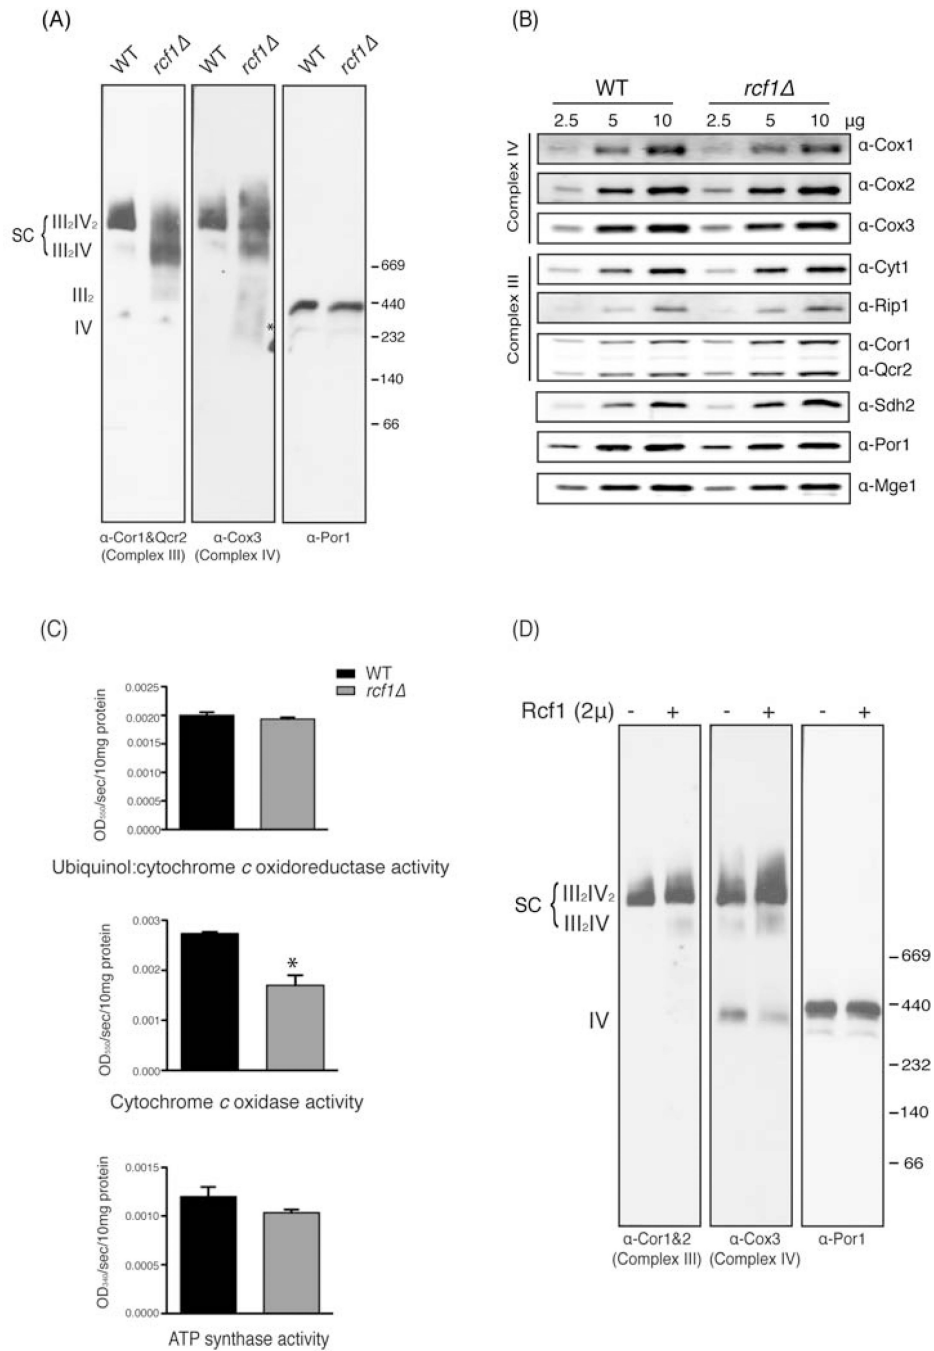 (A)
WT rcf1Δ WT rcf1Δ WT rcf1Δ
SC
III₂IV₂
III₂IV
III₂
IV
669
440
*
232
140
66
α-Cor1&Qcr2
(Complex III)
α-Cox3
(Complex IV)
α-Por1
(B)
WT rcf1Δ
2.5 5 10 2.5 5 10 µg
Complex IV
α-Cox1
α-Cox2
α-Cox3
Complex III
α-Cyt1
α-Rip1
α-Cor1
α-Qcr2
α-Sdh2
α-Por1
α-Mge1
(C)
WT
rcf1Δ
OD₅₅₀/sec/10mg protein
0.0025
0.0020
0.0015
0.0010
0.0005
0.0000
Ubiquinol:cytochrome c oxidoreductase activity
OD₅₅₀/sec/10mg protein
0.003
0.002
0.001
0.000
*
Cytochrome c oxidase activity
OD₃₄₀/sec/10mg protein
0.0015
0.0010
0.0005
0.0000
ATP synthase activity
(D)
Rcf1 (2µ) - + - + - +
SC
III₂IV₂
III₂IV
IV
669
440
232
140
66
α-Cor1&2
(Complex III)
α-Cox3
(Complex IV)
α-Por1